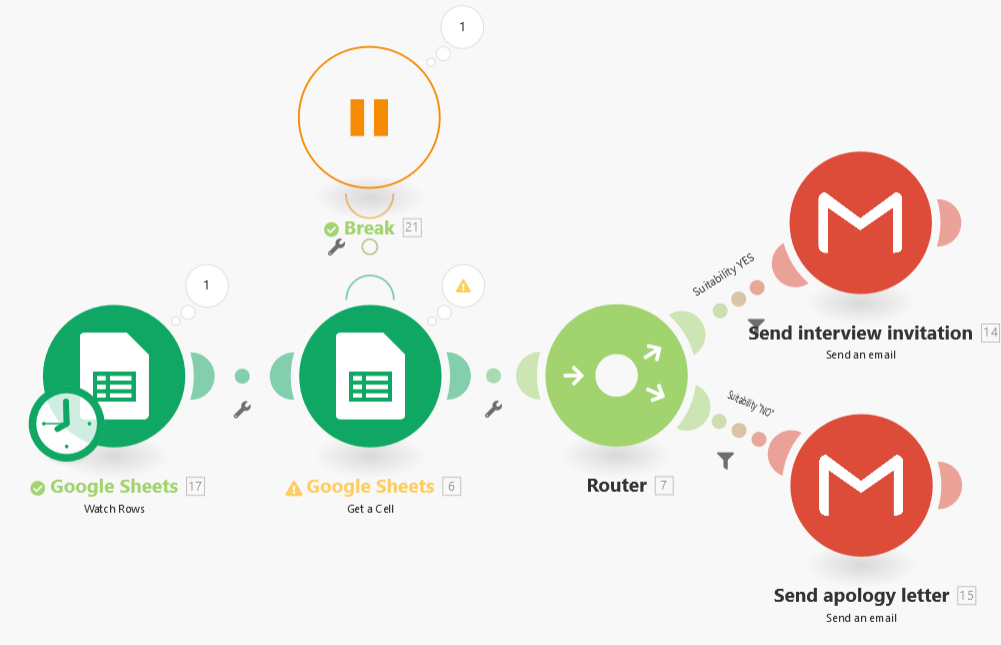 1
Break 21
1
Suitability YES
Send interview invitation 14
Send an email
Google Sheets 17
Watch Rows
Google Sheets 6
Get a Cell
Router 7
Suitability "NO"
Send apology letter 15
Send an email